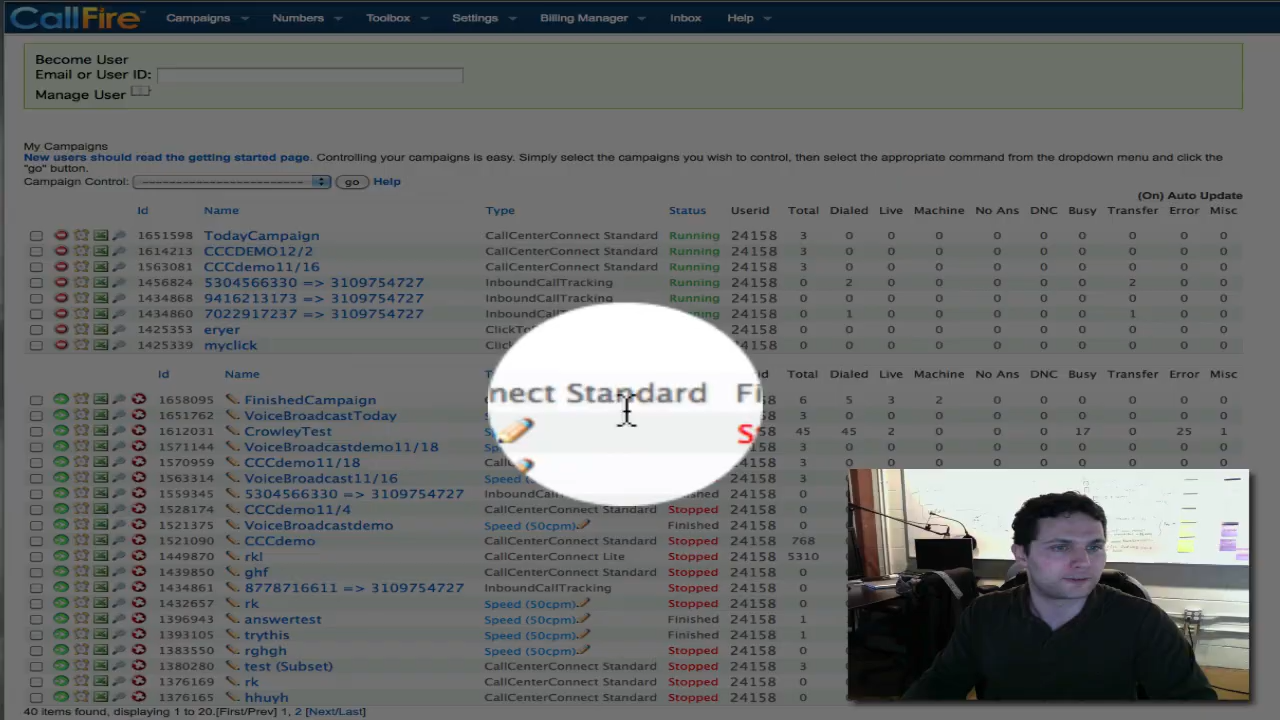 CallFire Campaigns Numbers Toolbox Settings Billing Manager Inbox Help
Become User
Email or User ID:
Manage User
My Campaigns
New users should read the getting started page. Controlling your campaigns is easy. Simply select the campaigns you wish to control, then select the appropriate command from the dropdown menu and click the
"go" button.
Campaign Control: ------------------------ go Help
(On) Auto Update
Id Name Type Status Userid Total Dialed Live Machine No Ans DNC Busy Transfer Error Misc
1651598 TodayCampaign CallCenterConnect Standard Running 24158 3 0 0 0 0 0 0 0 0 0
1614213 CCCDEMO12/2 CallCenterConnect Standard Running 24158 3 0 0 0 0 0 0 0 0 0
1563081 CCCdemo11/16 CallCenterConnect Standard Running 24158 3 0 0 0 0 0 0 0 0 0
1456824 5304566330 => 3109754727 InboundCallTracking Running 24158 0 2 0 0 0 0 0 2 0 0
1434868 9416213173 => 3109754727 InboundCallTracking Running 24158 0 0 0 0 0 0 0 0 0 0
1434860 7022917237 => 3109754727 InboundCallTracking Running 24158 0 1 0 0 0 0 0 1 0 0
1425353 eryer 24158 0 0 0 0 0 0 0 0 0 0
1425339 myclick 24158 0 0 0 0 0 0 0 0 0 0
Id Name Total Dialed Live Machine No Ans DNC Busy Transfer Error Misc
1658095 FinishedCampaign nect Standard Fi 6 5 3 2 0 0 0 0 0 0
1651762 VoiceBroadcastToday 3 0 0 0 0 0 0 0 0 0
1612031 CrowleyTest S 45 45 2 0 0 0 17 0 25 1
1571144 VoiceBroadcastdemo11/18 3 0 0 0 0 0 0 0 0 0
1570959 CCCdemo11/18 3 0 0 0 0 0 0 0 0 0
1563314 Voicebroadcast11/16 24158 3
1559345 5304566330 => 3109754727 24158 0
1528174 CCCdemo11/4 CallCenterConnect Standard Stopped 24158 3
1521375 VoiceBroadcastdemo Speed (50cpm) Finished 24158 3
1521090 CCCdemo CallCenterConnect Standard Stopped 24158 768
1449870 rkl CallCenterConnect Lite Stopped 24158 5310
1439850 ghf CallCenterConnect Standard Stopped 24158 0
1434861 8778716611 => 3109754727 InboundCallTracking Stopped 24158 0
1432657 rk Speed (50cpm) Stopped 24158 0
1396943 answertest Speed (50cpm) Finished 24158 1
1393105 trythis Speed (50cpm) Finished 24158 1
1383550 rghgh Speed (50cpm) Stopped 24158 0
1380280 test (Subset) CallCenterConnect Standard Stopped 24158 3
1376169 rk CallCenterConnect Standard Stopped 24158 0
1376165 hhuyh CallCenterConnect Standard Stopped 24158 0
40 items found, displaying 1 to 20.[First/Prev] 1, 2 [Next/Last]